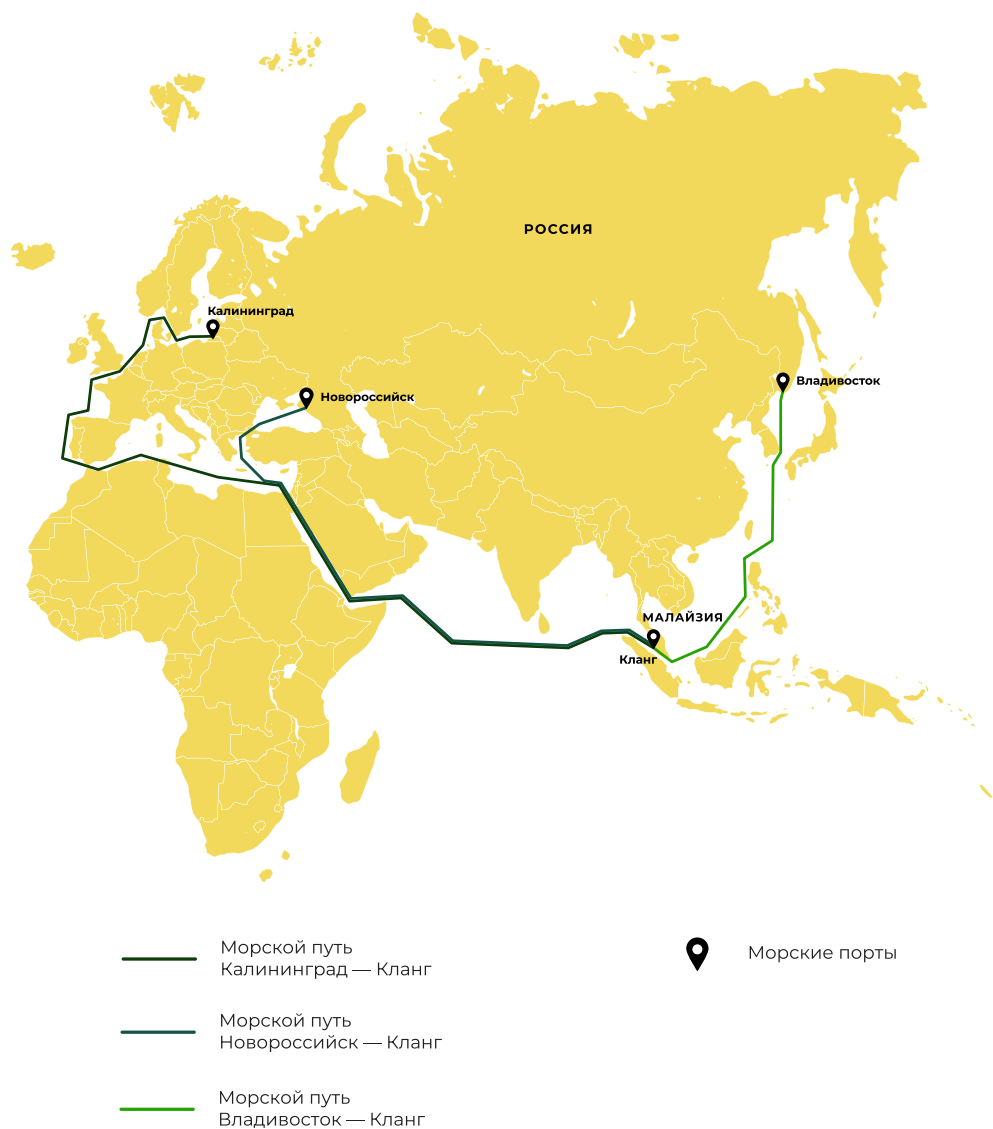 РОССИЯ
Калининград
Новороссийск
Владивосток
МАЛАЙЗИЯ
Кланг
Морской путь
Калининград — Кланг
Морские порты
Морской путь
Новороссийск — Кланг
Морской путь
Владивосток — Кланг